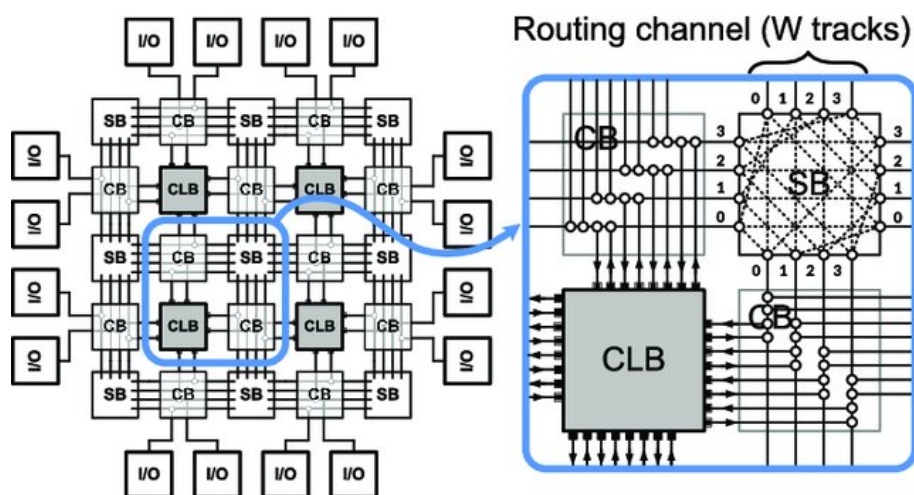 I/O I/O I/O I/O
Routing channel (W tracks)
SB CB SB CB SB
I/O I/O
CB CLB CB CLB CB
I/O I/O
SB CB SB CB SB
I/O I/O
CB CLB CB CLB CB
I/O I/O
SB CB SB CB SB
I/O I/O I/O I/O
0 1 2 3
CB
3 3
2 SB 2
1 1
0 0
0 1 2 3
CB
CLB